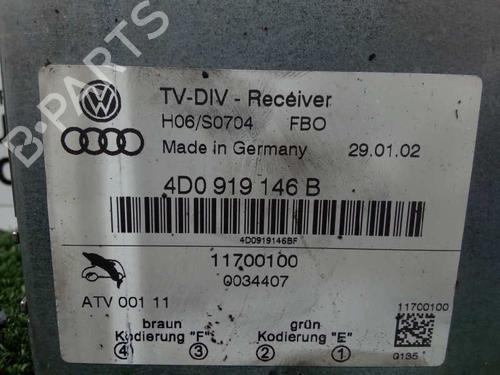 B-PARTS
TV-DIV - Receiver
H06/S0704 FBO
Made in Germany 29.01.02
4D0 919 146 B
4D0919146BF
11700100
Q034407
ATV 001 11
11700100
braun grün
Kodierung "F" Kodierung "E"
4 3 2 1
Q135